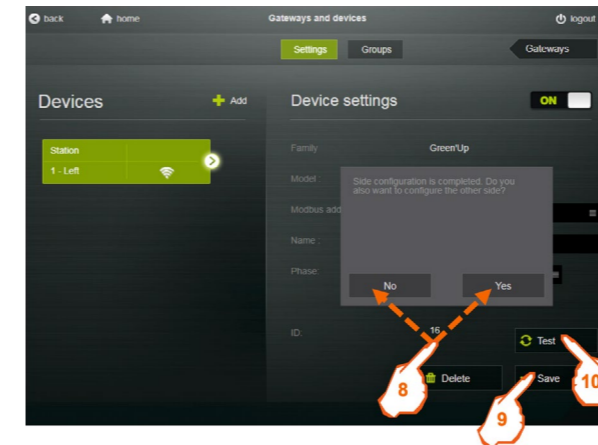 back home Gateways and devices logout
Settings Groups Gateways
Devices Add Device settings ON
Station
1 - Left
Family Green'Up
Model :
Side configuration is completed. Do you
also want to configure the other side?
Modbus add
Name :
Phase:
No Yes
ID: 16
Test
Delete Save
8 9 10